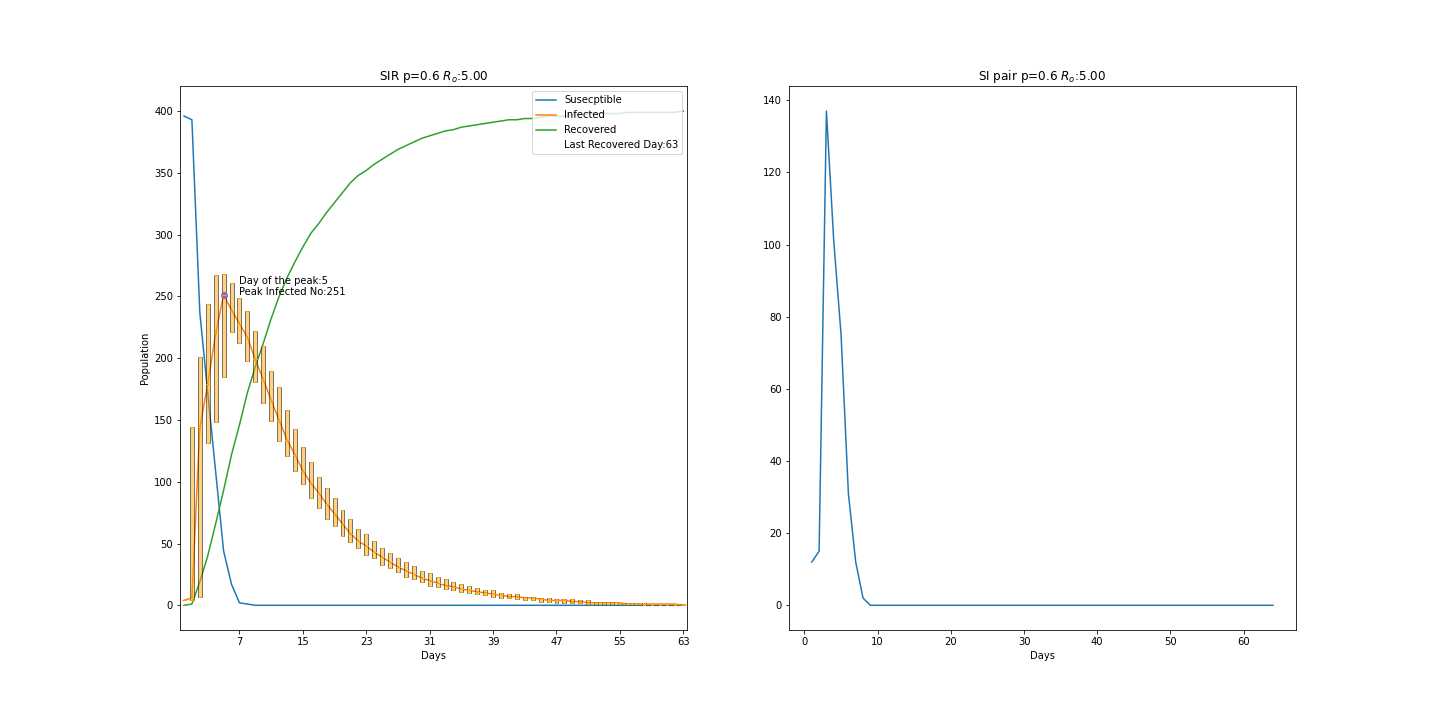 SIR p=0.6 Rₒ:5.00
400
350
300
250
200
150
100
50
0
Population
Susecptible
Infected
Recovered
Last Recovered Day:63
Day of the peak:5
Peak Infected No:251
7 15 23 31 39 47 55 63
Days
SI pair p=0.6 Rₒ:5.00
140
120
100
80
60
40
20
0
0 10 20 30 40 50 60
Days